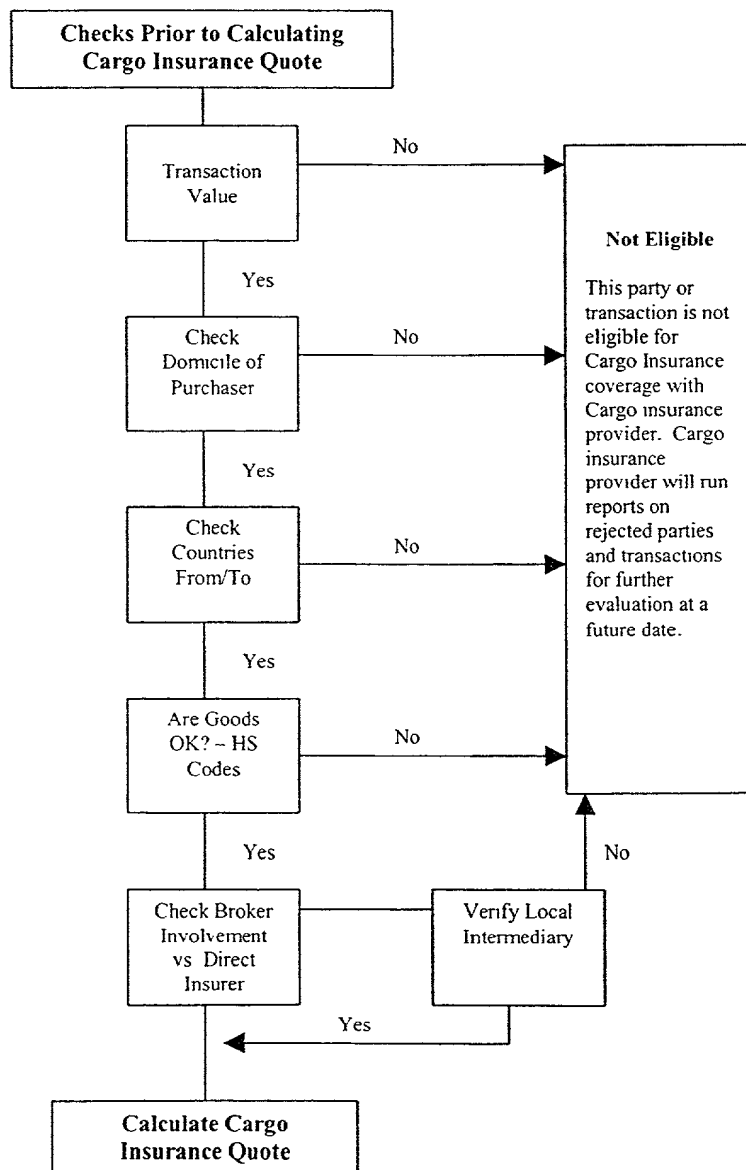 Checks Prior to Calculating
Cargo Insurance Quote
No
Transaction
Value
Yes
Check
Domicile of
Purchaser
No
Yes
Check
Countries
From/To
No
Yes
Are Goods
OK? – HS
Codes
No
Yes
Check Broker
Involvement
vs Direct
Insurer
Verify Local
Intermediary
No
Yes
Not Eligible
This party or
transaction is not
eligible for
Cargo Insurance
coverage with
Cargo insurance
provider. Cargo
insurance
provider will run
reports on
rejected parties
and transactions
for further
evaluation at a
future date.
Calculate Cargo
Insurance Quote